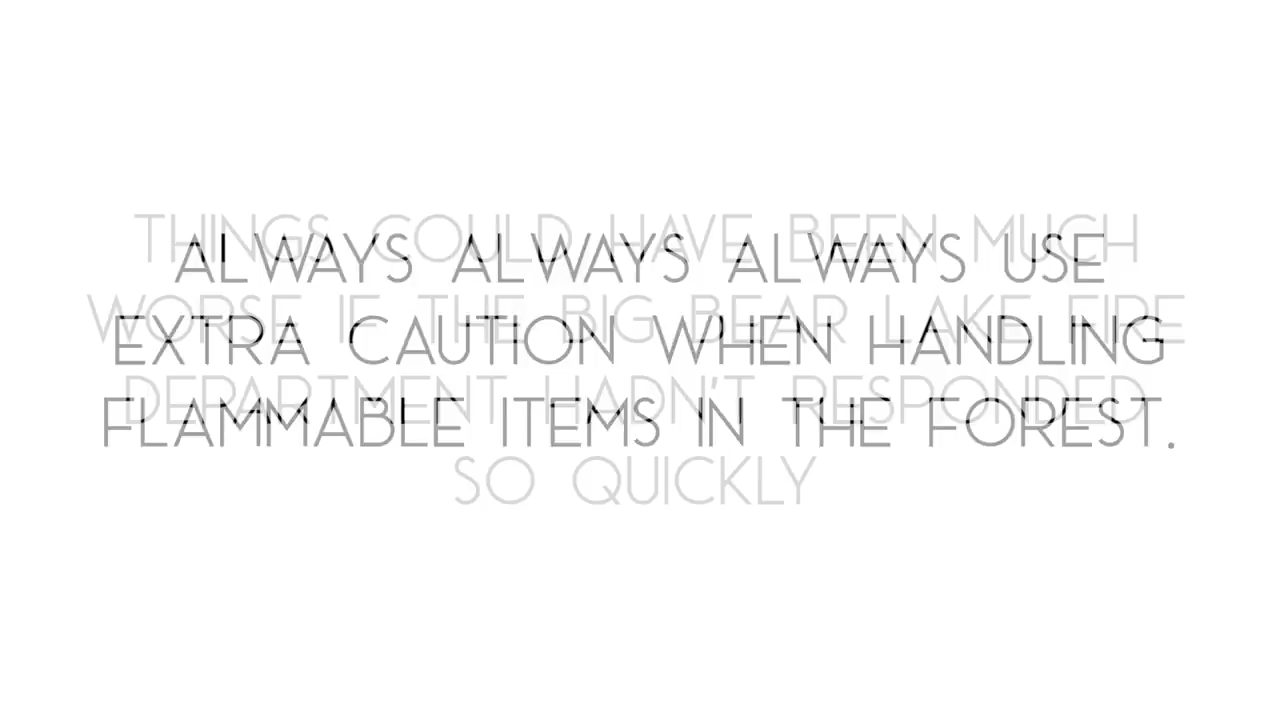 THINGS COULD HAVE BEEN MUCH
WORSE IF THE BIG BEAR LAKE FIRE
DEPARTMENT HADN'T RESPONDED
SO QUICKLY
ALWAYS ALWAYS ALWAYS USE
EXTRA CAUTION WHEN HANDLING
FLAMMABLE ITEMS IN THE FOREST.